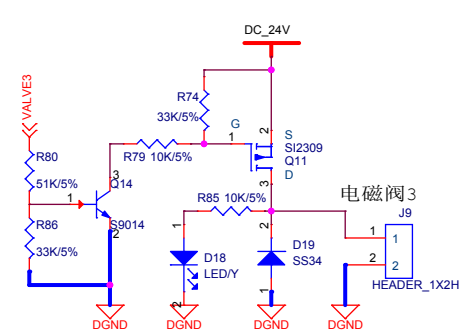 DC_24V
VALVE3
R74
33K/5%
G
1
2
S
SI2309
Q11
R79 10K/5%
3
D
R80
51K/5%
3
Q14
1
S9014
2
R85 10K/5%
电磁阀3
J9
R86
33K/5%
1
2
1
1
D18
LED/Y
D19
SS34
2
2
HEADER_1X2H
2
1
DGND
DGND
DGND
DGND